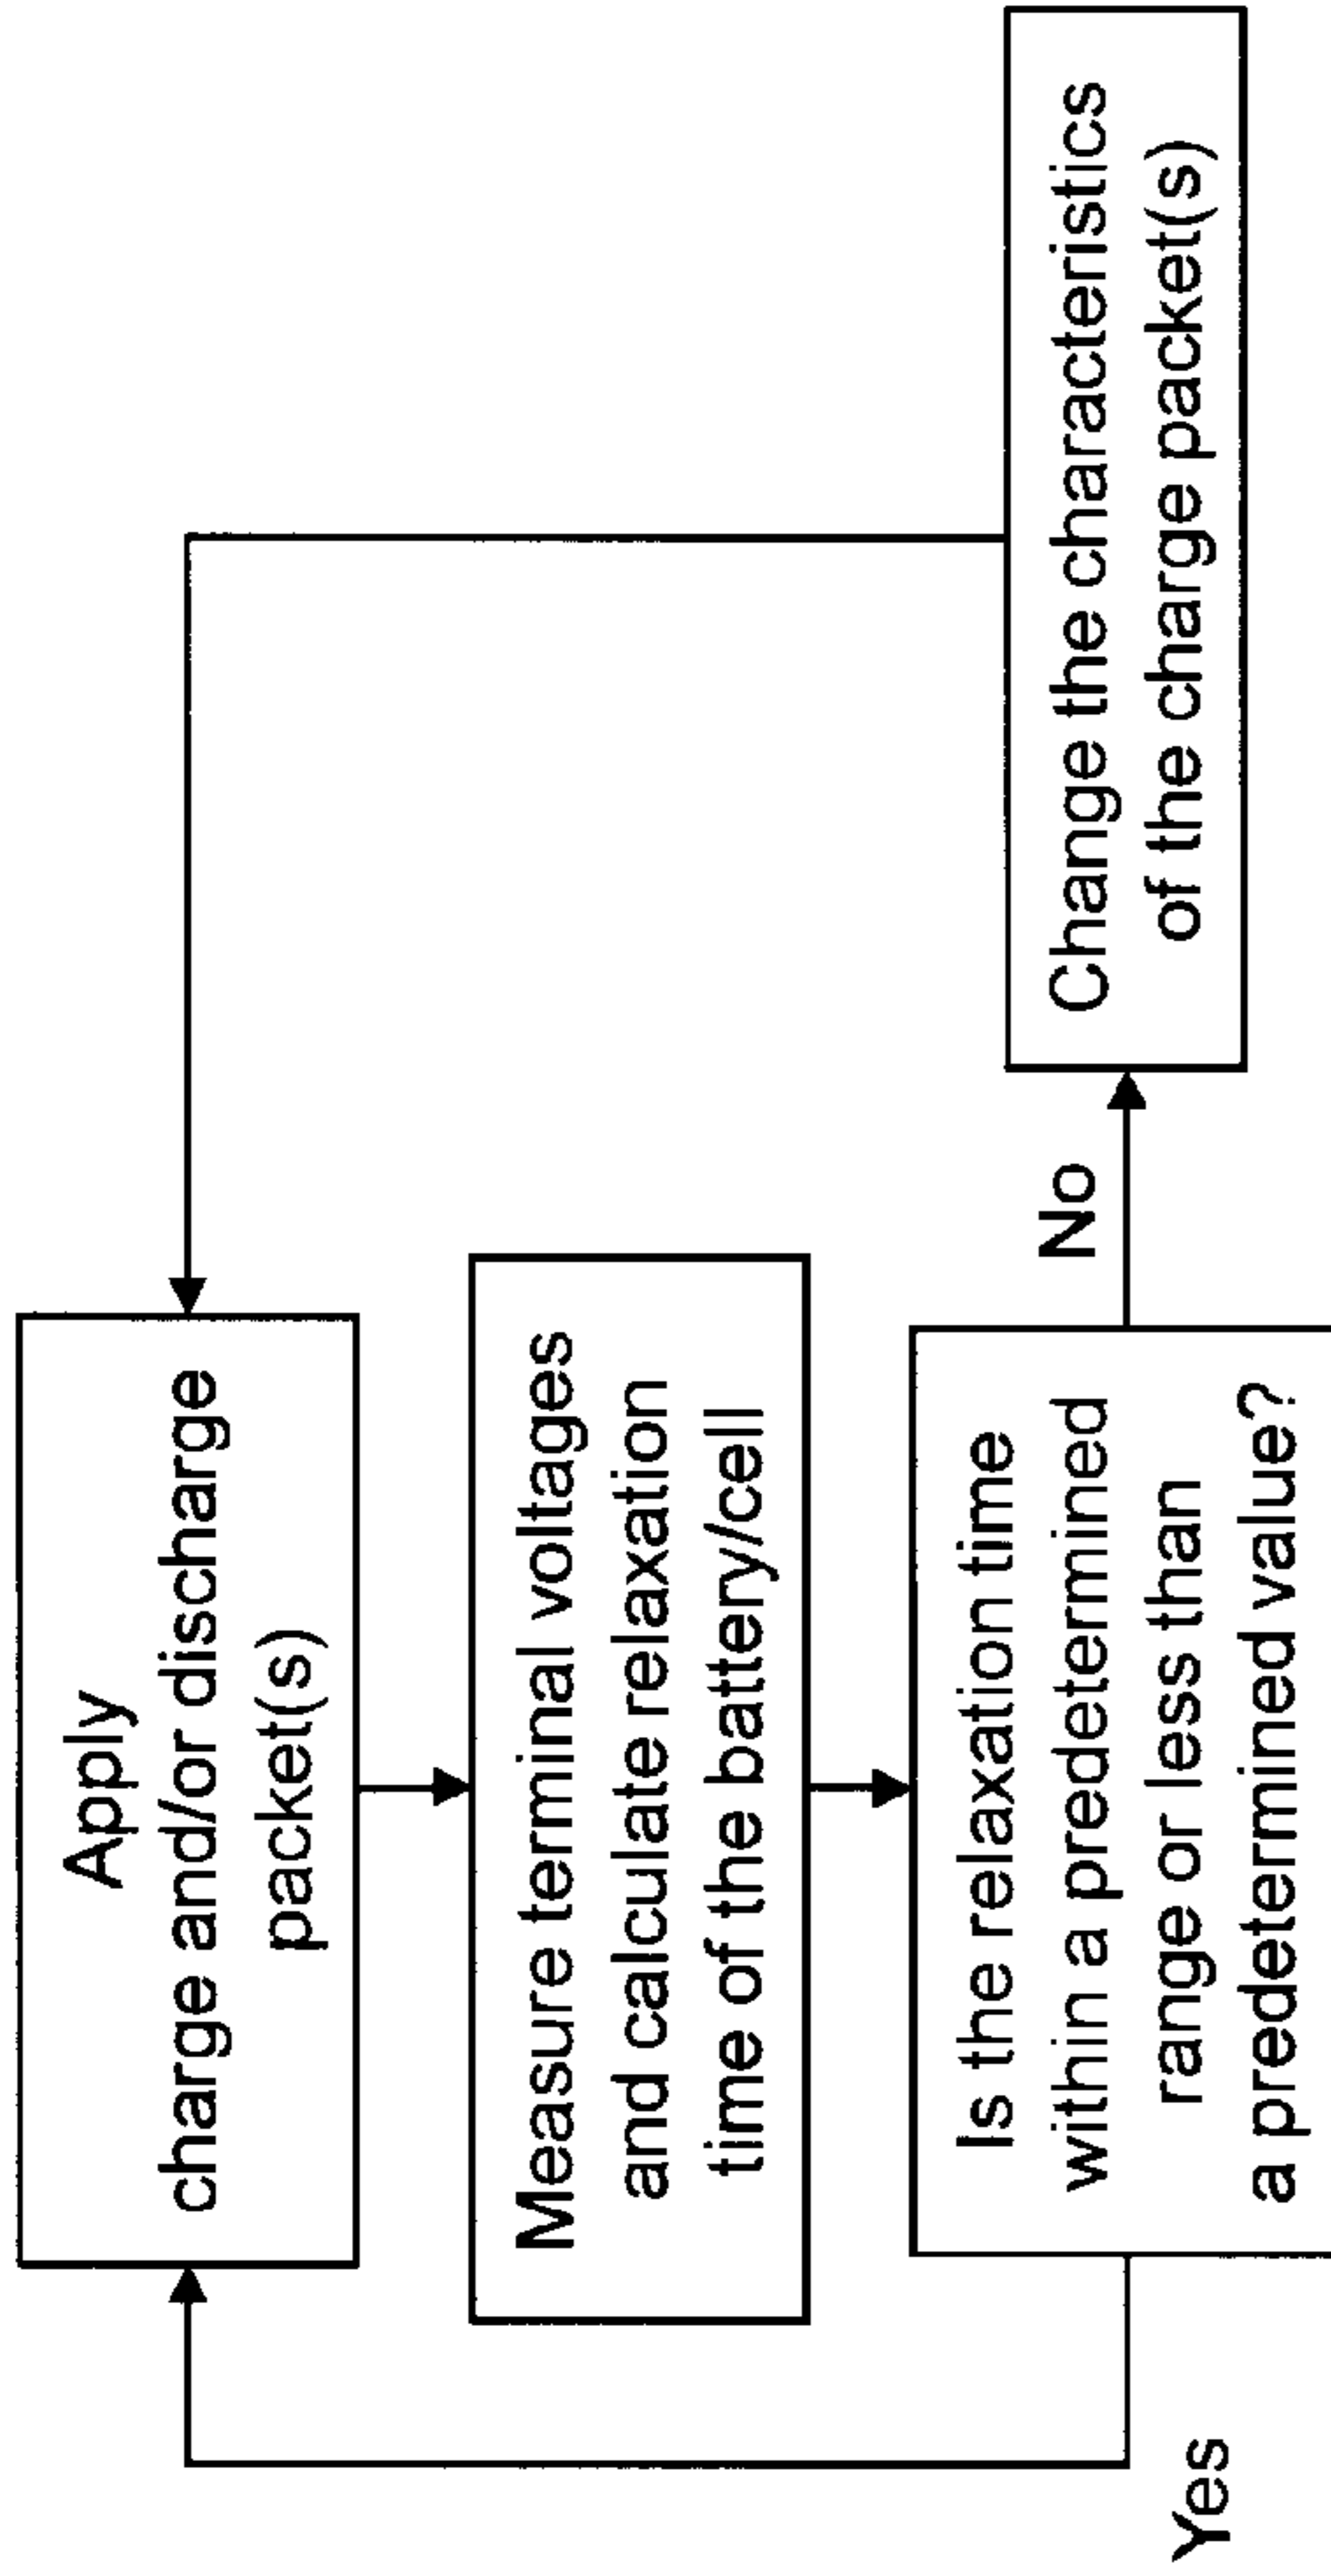 Apply
charge and/or discharge
packet(s)
Measure terminal voltages
and calculate relaxation
time of the battery/cell
Is the relaxation time
within a predetermined
range or less than
a predetermined value?
Yes
No
Change the characteristics
of the charge packet(s)